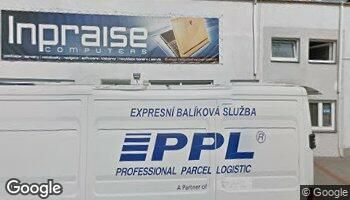 Inpraise
COMPUTERS
EXPRESNÍ BALÍKOVÁ SLUŽBA
PPL ®
PROFESSIONAL PARCEL LOGISTIC
A Partner of
Google
© Google